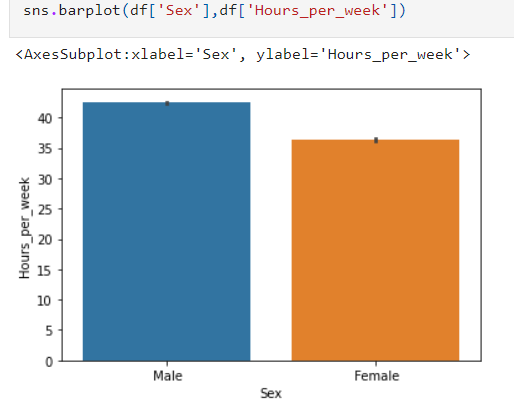 sns.barplot(df['Sex'],df['Hours_per_week'])
<AxesSubplot:xlabel='Sex', ylabel='Hours_per_week'>
40
35
30
25
20
15
10
5
0
Hours_per_week
Male Female
Sex